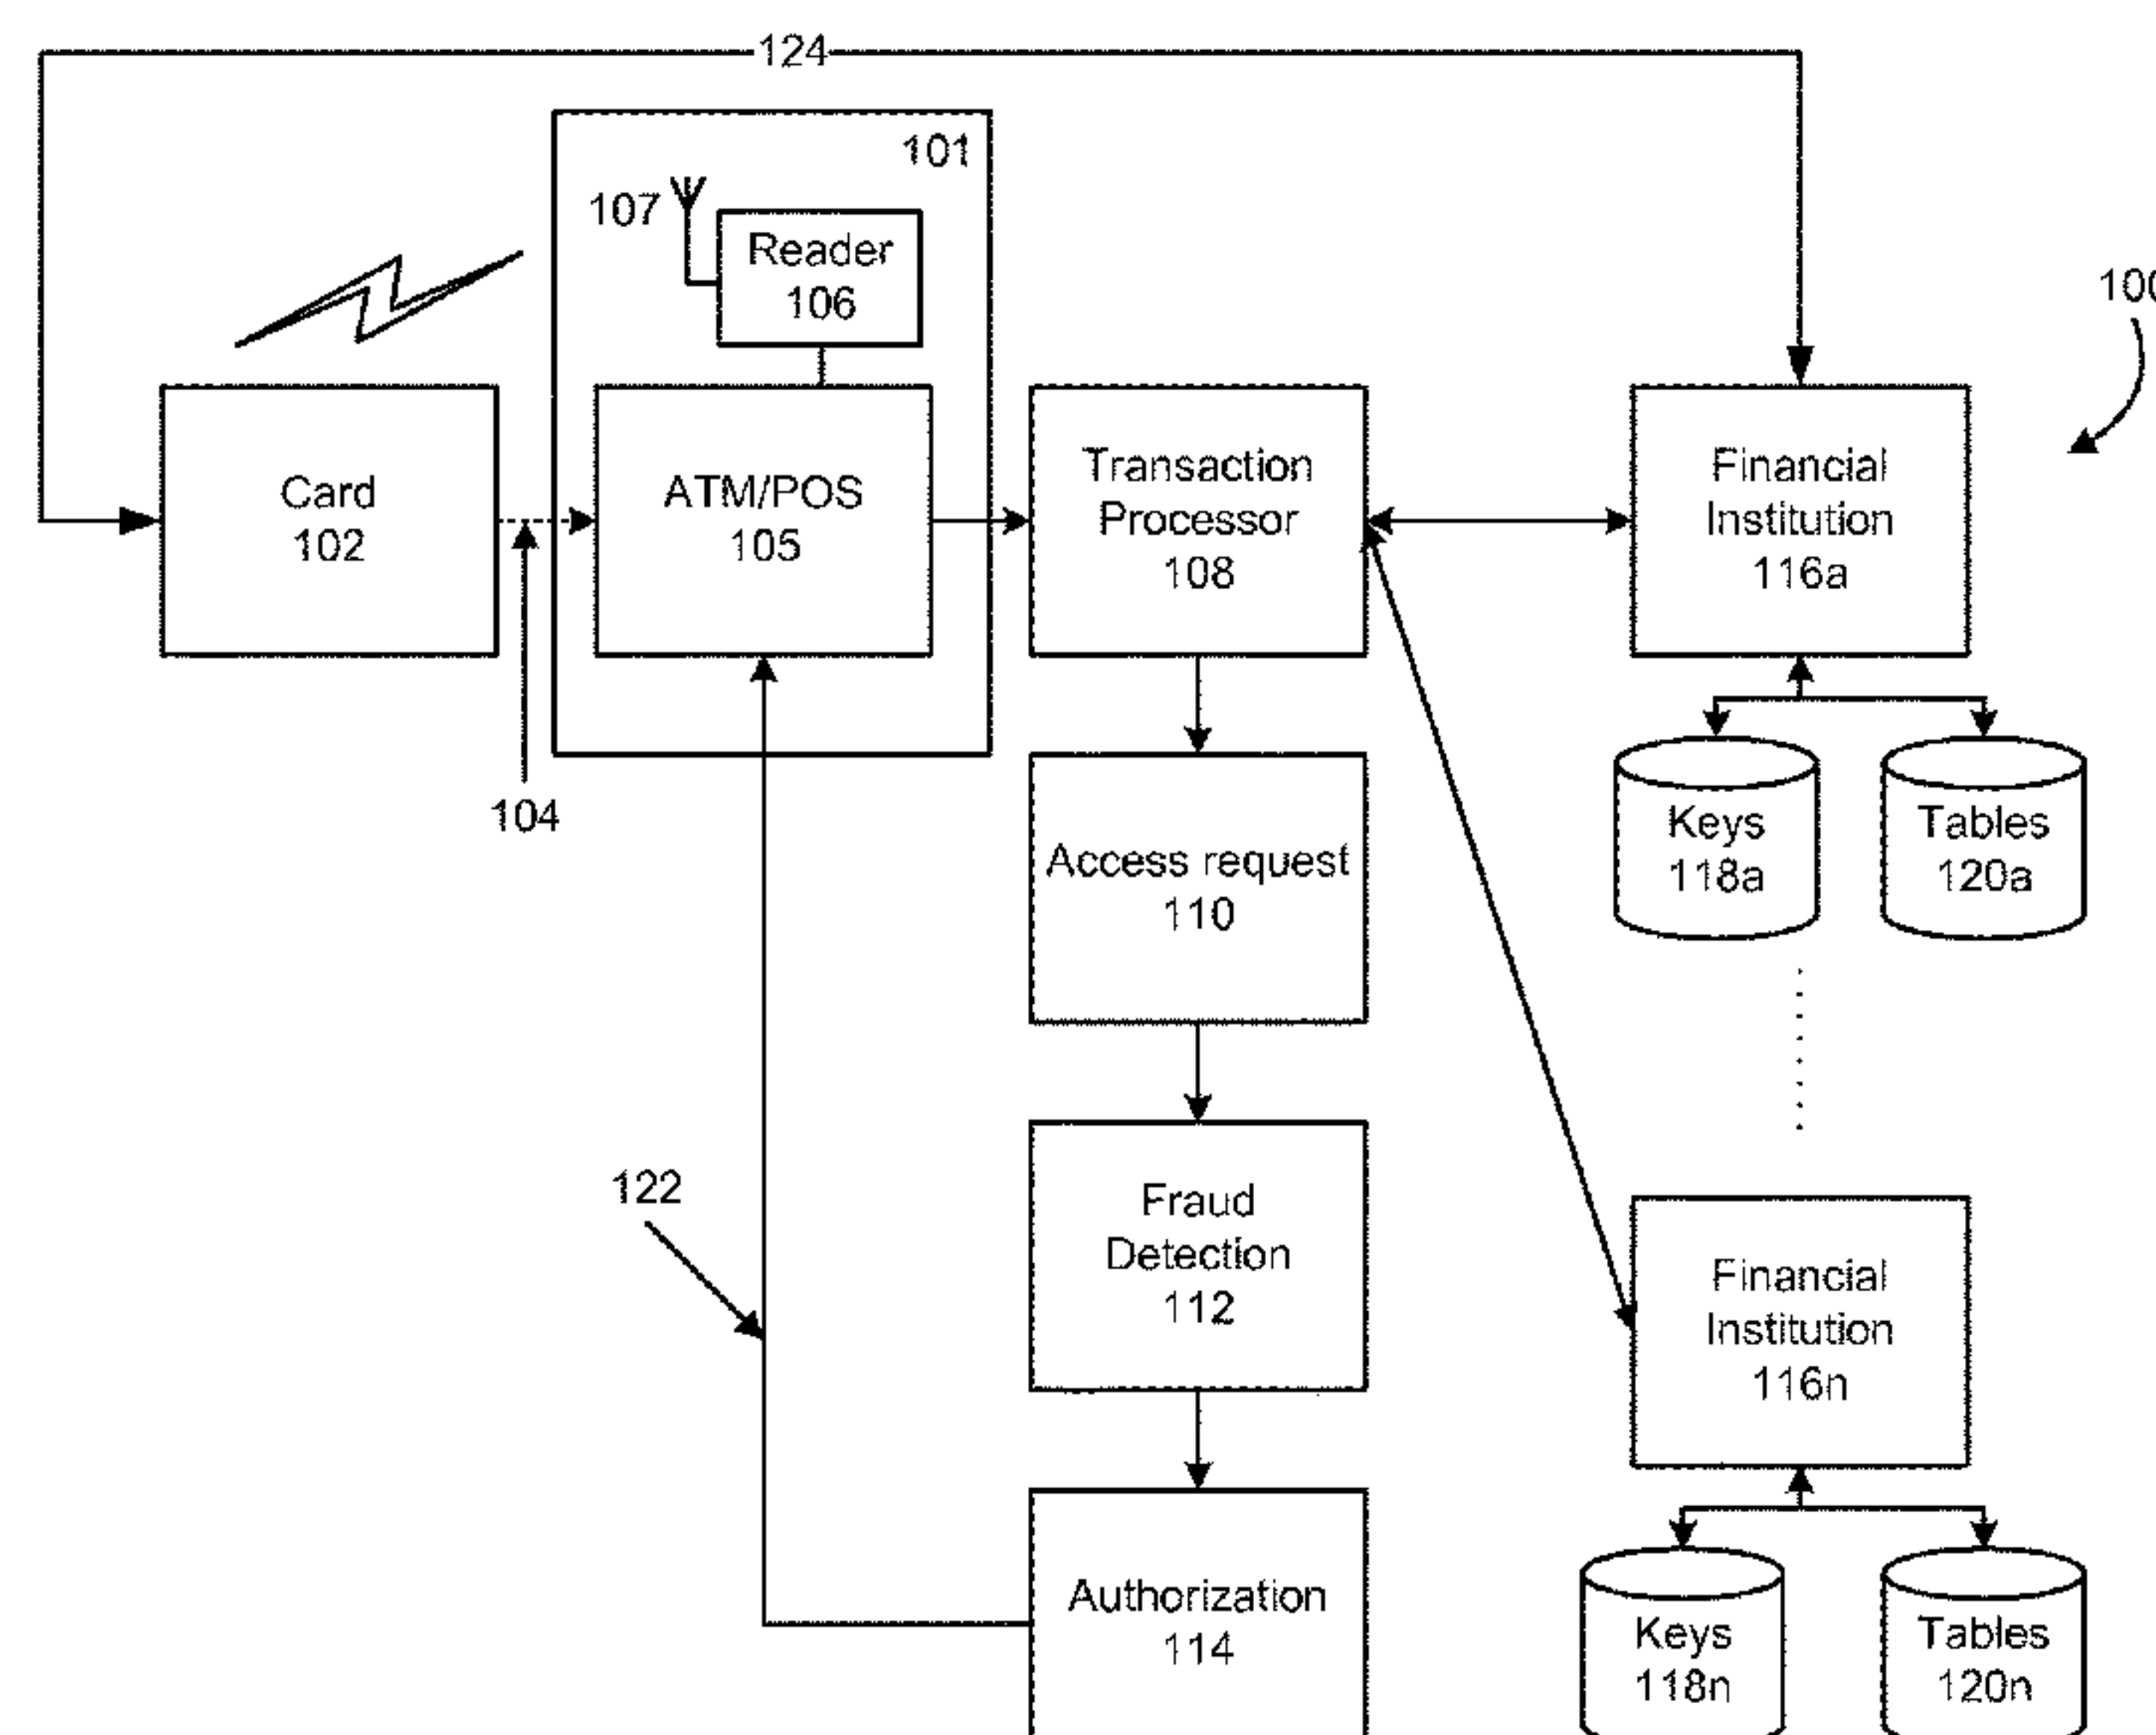 124
101
107
Reader
106
100
Card
102
ATM/POS
105
Transaction
Processor
108
Financial
Institution
116a
104
Access request
110
Keys
118a
Tables
120a
122
Fraud
Detection
112
Financial
Institution
116n
Authorization
114
Keys
118n
Tables
120n